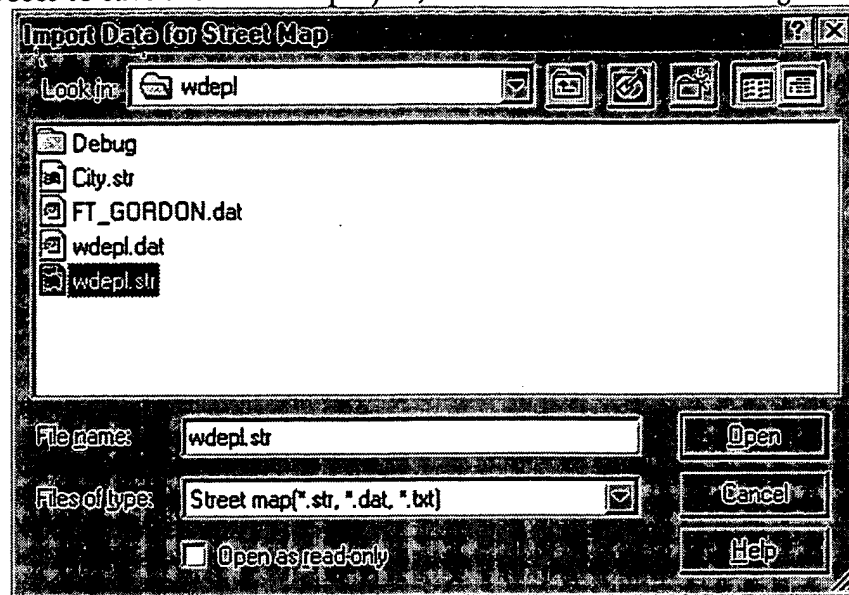 Import Data for Street Map
Look in: wdepl
Debug
City.str
FT_GORDON.dat
wdepl.dat
wdepl.str
File name: wdepl.str Open
Files of type: Street map(*.str, *.dat, *.txt) Cancel
Open as read-only Help